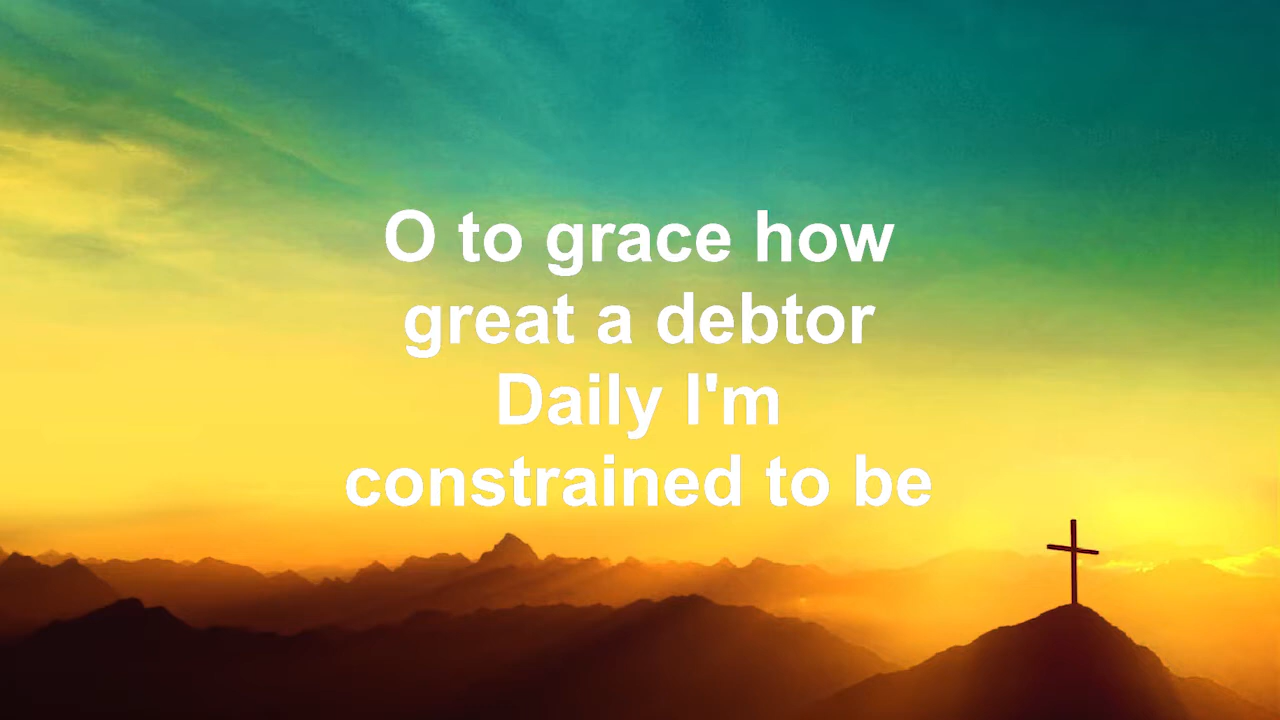 O to grace how
great a debtor
Daily I'm
constrained to be